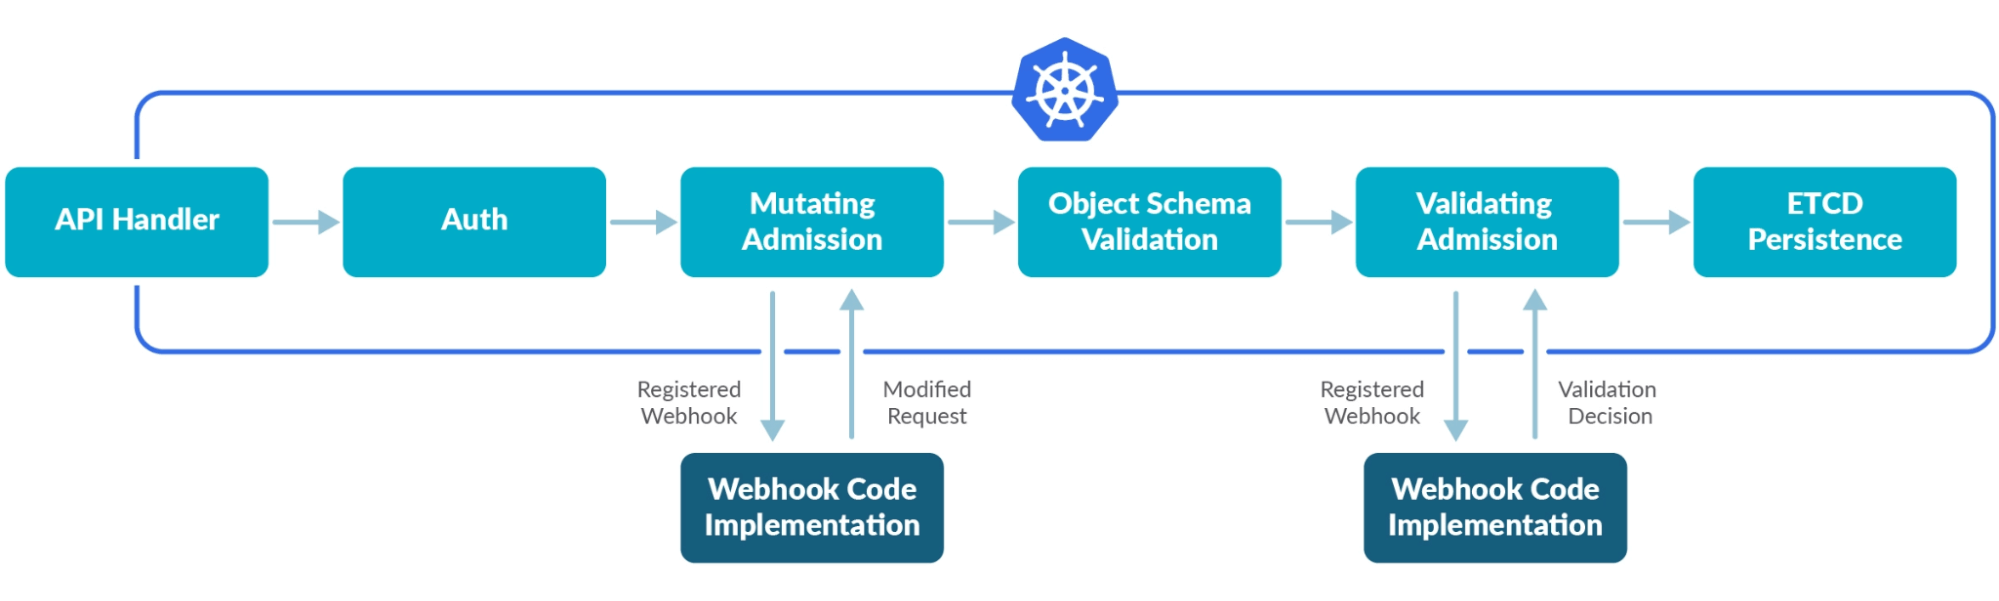 API Handler
Auth
Mutating
Admission
Object Schema
Validation
Validating
Admission
ETCD
Persistence
Registered
Webhook
Modified
Request
Registered
Webhook
Validation
Decision
Webhook Code
Implementation
Webhook Code
Implementation